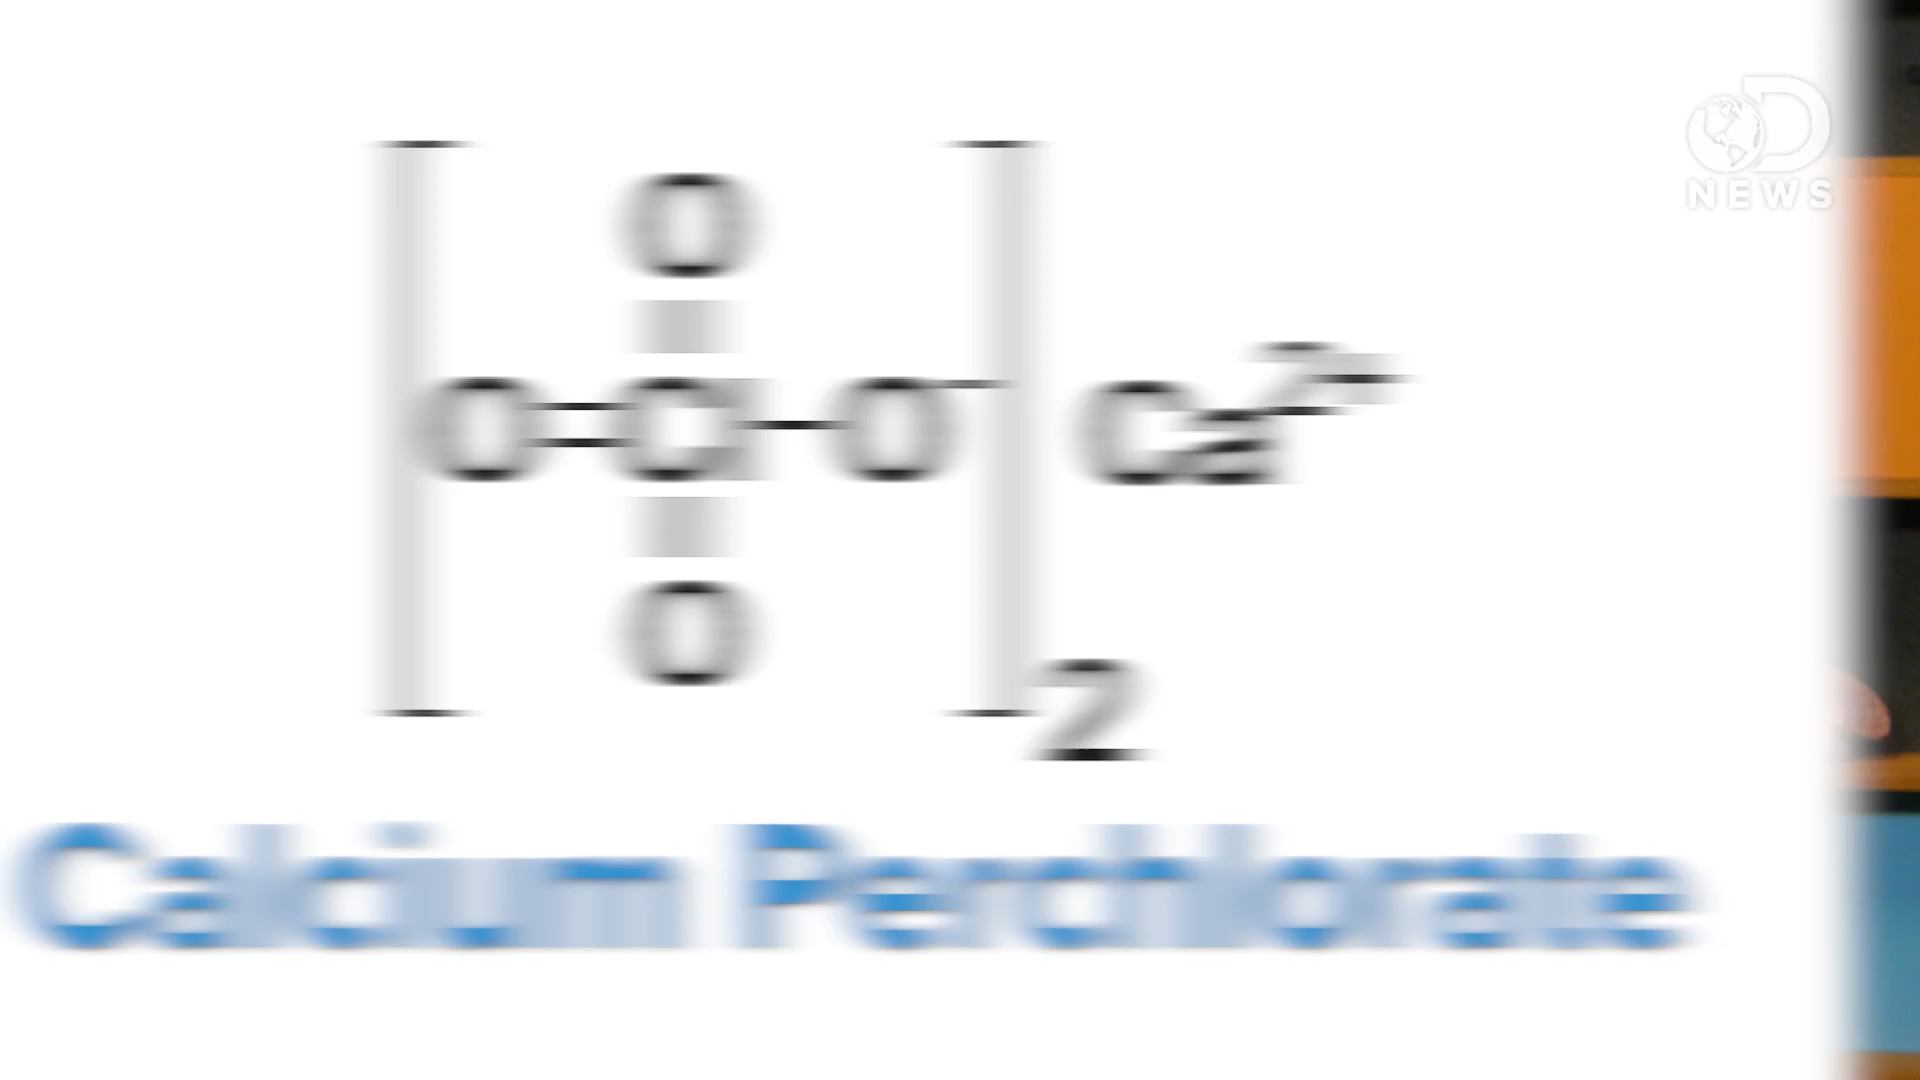 D
NEWS
O
O=Cl–O⁻ Ca²⁺
O
2
Calcium Perchlorate